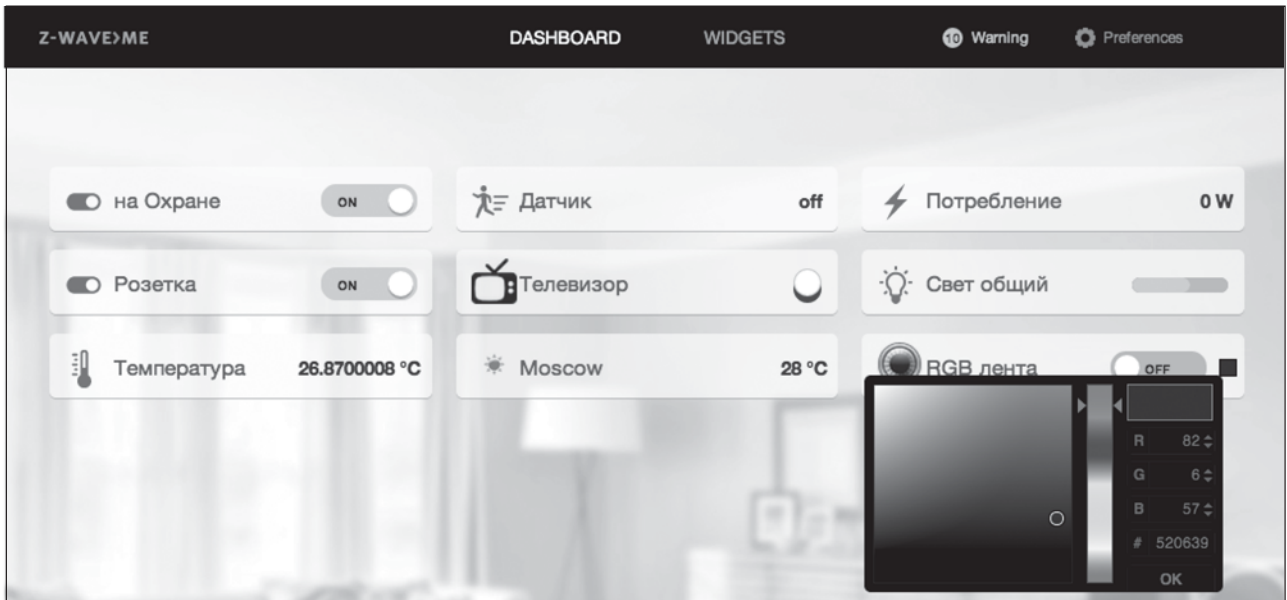 Z-WAVE>ME DASHBOARD WIDGETS 10 Warning Preferences
на Охране ON Датчик off Потребление 0 W
Розетка ON Телевизор Свет общий
Температура 26.8700008 °C Moscow 28 °C RGB лента OFF
R 82
G 6
B 57
# 520639
OK